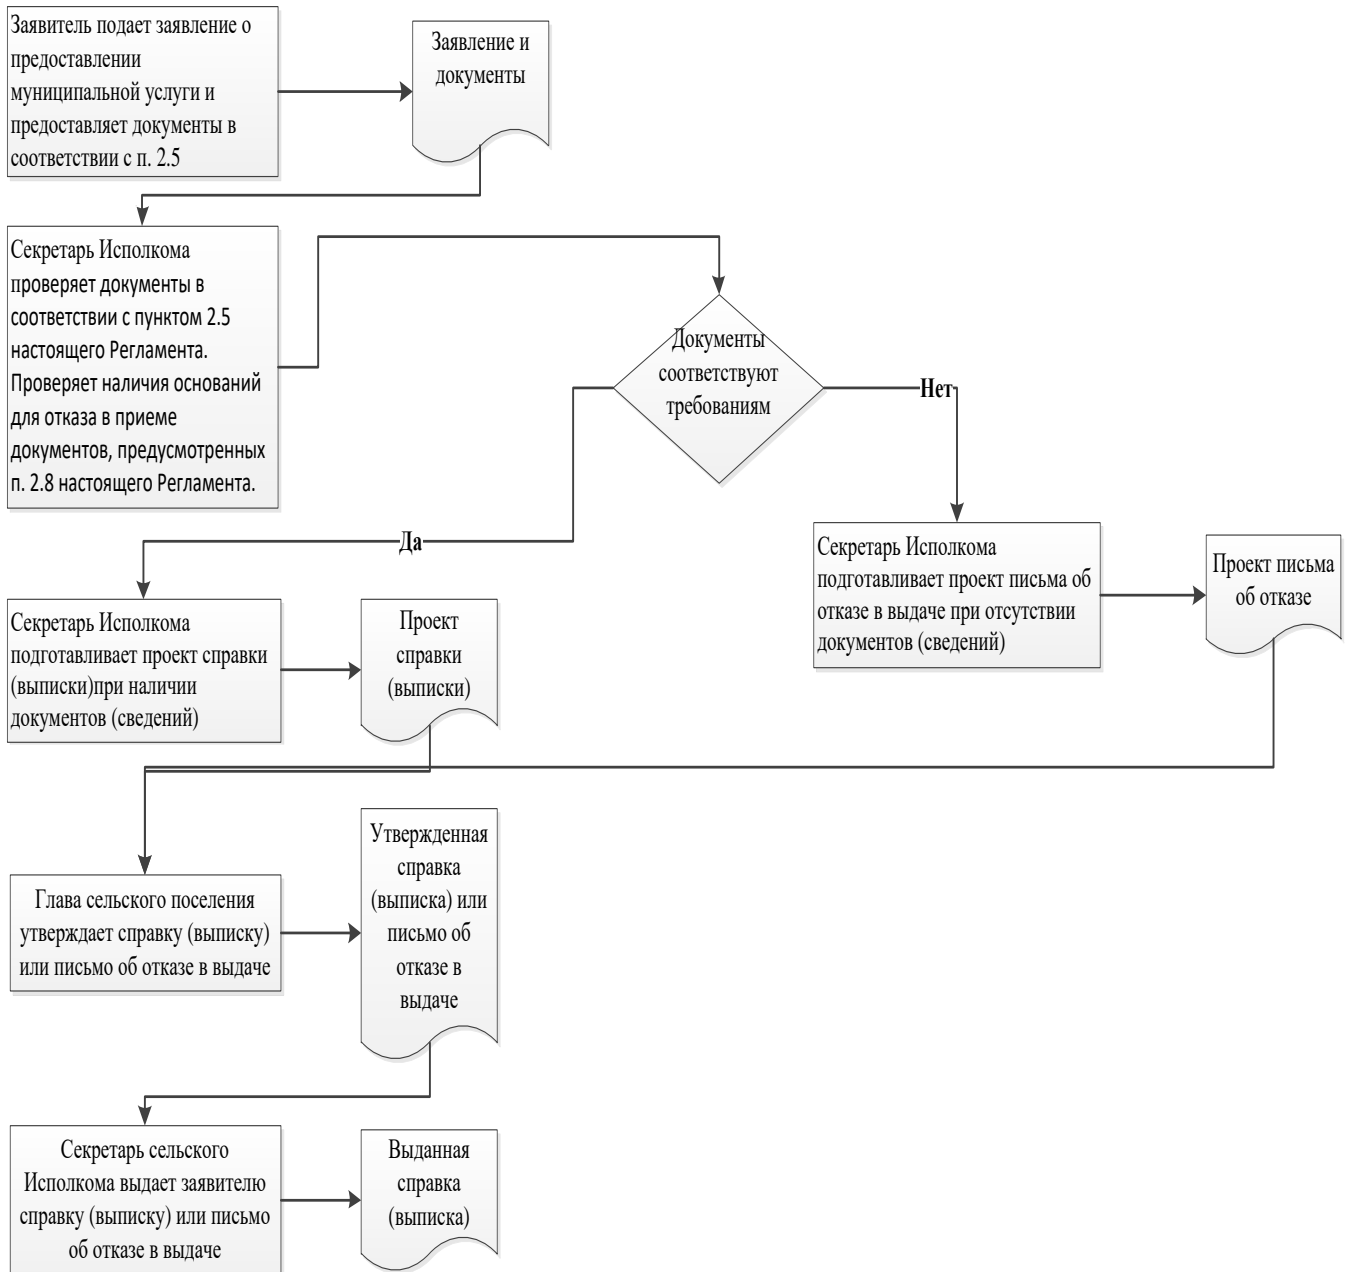 Заявитель подает заявление о
предоставлении
муниципальной услуги и
предоставляет документы в
соответствии с п. 2.5
Заявление и
документы
Секретарь Исполкома
проверяет документы в
соответствии с пунктом 2.5
настоящего Регламента.
Проверяет наличия оснований
для отказа в приеме
документов, предусмотренных
п. 2.8 настоящего Регламента.
Документы
соответствуют
требованиям
Нет
Да
Секретарь Исполкома
подготавливает проект письма об
отказе в выдаче при отсутствии
документов (сведений)
Проект письма
об отказе
Секретарь Исполкома
подготавливает проект справки
(выписки)при наличии
документов (сведений)
Проект
справки
(выписки)
Глава сельского поселения
утверждает справку (выписку)
или письмо об отказе в выдаче
Утвержденная
справка
(выписка) или
письмо об
отказе в
выдаче
Секретарь сельского
Исполкома выдает заявителю
справку (выписку) или письмо
об отказе в выдаче
Выданная
справка
(выписка)